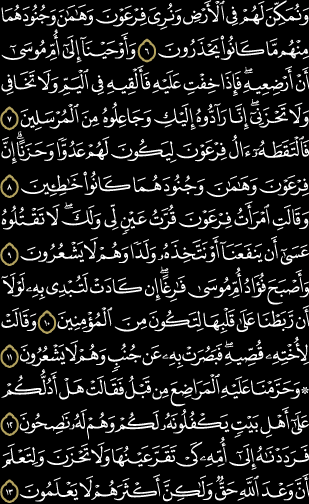 وَنُمَكِّنَ لَهُمْ فِي ٱلْأَرْضِ وَنُرِيَ فِرْعَوْنَ وَهَٰمَٰنَ وَجُنُودَهُمَا
مِنْهُم مَّا كَانُوا۟ يَحْذَرُونَ ٦ وَأَوْحَيْنَآ إِلَىٰٓ أُمِّ مُوسَىٰٓ
أَنْ أَرْضِعِيهِ ۖ فَإِذَا خِفْتِ عَلَيْهِ فَأَلْقِيهِ فِي ٱلْيَمِّ وَلَا تَخَافِي
وَلَا تَحْزَنِيٓ ۖ إِنَّا رَآدُّوهُ إِلَيْكِ وَجَاعِلُوهُ مِنَ ٱلْمُرْسَلِينَ ٧
فَٱلْتَقَطَهُۥٓ ءَالُ فِرْعَوْنَ لِيَكُونَ لَهُمْ عَدُوًّا وَحَزَنًا ۗ إِنَّ
فِرْعَوْنَ وَهَٰمَٰنَ وَجُنُودَهُمَا كَانُوا۟ خَٰطِـِٔينَ ٨
وَقَالَتِ ٱمْرَأَتُ فِرْعَوْنَ قُرَّتُ عَيْنٍ لِّي وَلَكَ ۖ لَا تَقْتُلُوهُ
عَسَىٰٓ أَن يَنفَعَنَآ أَوْ نَتَّخِذَهُۥ وَلَدًا وَهُمْ لَا يَشْعُرُونَ ٩
وَأَصْبَحَ فُؤَادُ أُمِّ مُوسَىٰ فَٰرِغًا ۖ إِن كَادَتْ لَتُبْدِي بِهِۦ لَوْلَآ
أَن رَّبَطْنَا عَلَىٰ قَلْبِهَا لِتَكُونَ مِنَ ٱلْمُؤْمِنِينَ ١٠ وَقَالَتْ
لِأُخْتِهِۦ قُصِّيهِ ۖ فَبَصُرَتْ بِهِۦ عَن جُنُبٍ وَهُمْ لَا يَشْعُرُونَ ١١
۞ وَحَرَّمْنَا عَلَيْهِ ٱلْمَرَاضِعَ مِن قَبْلُ فَقَالَتْ هَلْ أَدُلُّكُمْ
عَلَىٰٓ أَهْلِ بَيْتٍ يَكْفُلُونَهُۥ لَكُمْ وَهُمْ لَهُۥ نَٰصِحُونَ ١٢
فَرَدَدْنَٰهُ إِلَىٰٓ أُمِّهِۦ كَيْ تَقَرَّ عَيْنُهَا وَلَا تَحْزَنَ وَلِتَعْلَمَ
أَنَّ وَعْدَ ٱللَّهِ حَقٌّ وَلَٰكِنَّ أَكْثَرَهُمْ لَا يَعْلَمُونَ ١٣